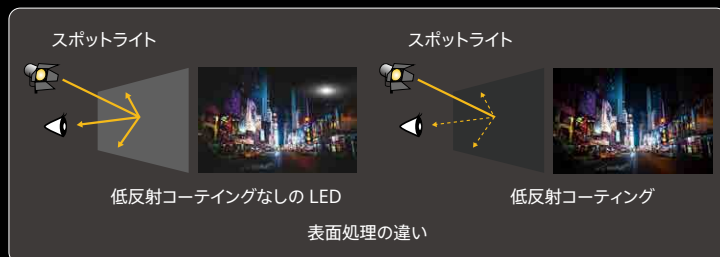 スポットライト
スポットライト
低反射コーテイングなしの LED
低反射コーティング
表面処理の違い